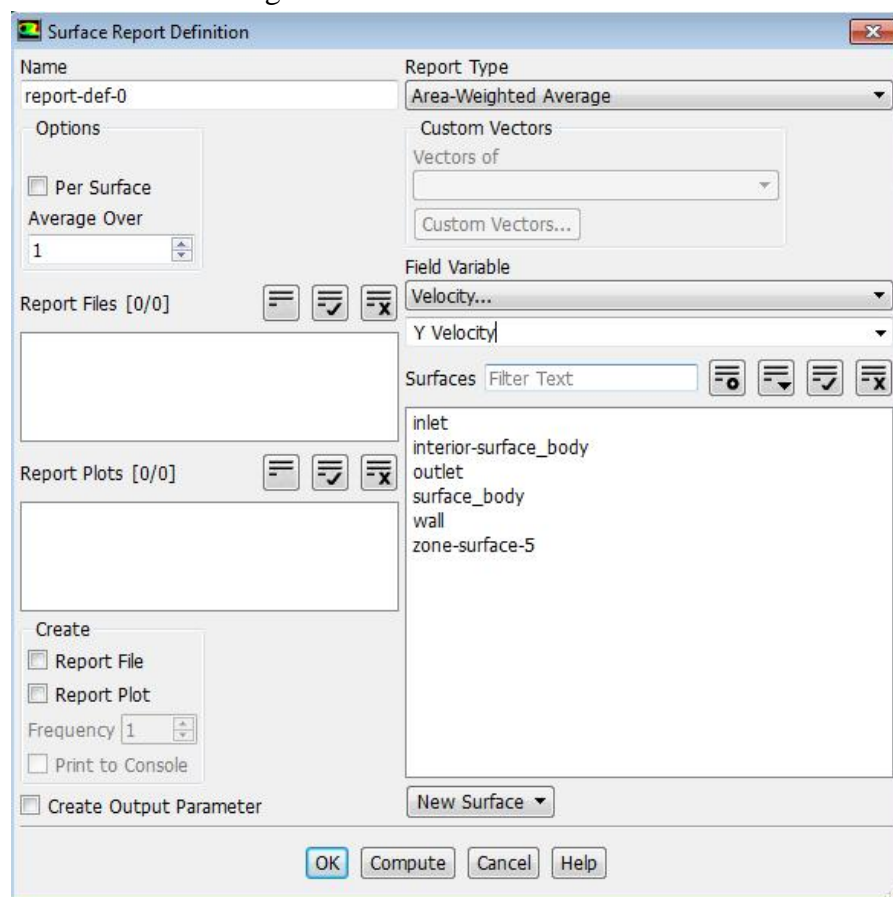 Surface Report Definition
Name
report-def-0
Options
Per Surface
Average Over
1
Report Files [0/0]
Report Plots [0/0]
Create
Report File
Report Plot
Frequency 1
Print to Console
Create Output Parameter
Report Type
Area-Weighted Average
Custom Vectors
Vectors of
Custom Vectors...
Field Variable
Velocity...
Y Velocity
Surfaces Filter Text
inlet
interior-surface_body
outlet
surface_body
wall
zone-surface-5
New Surface
OK Compute Cancel Help